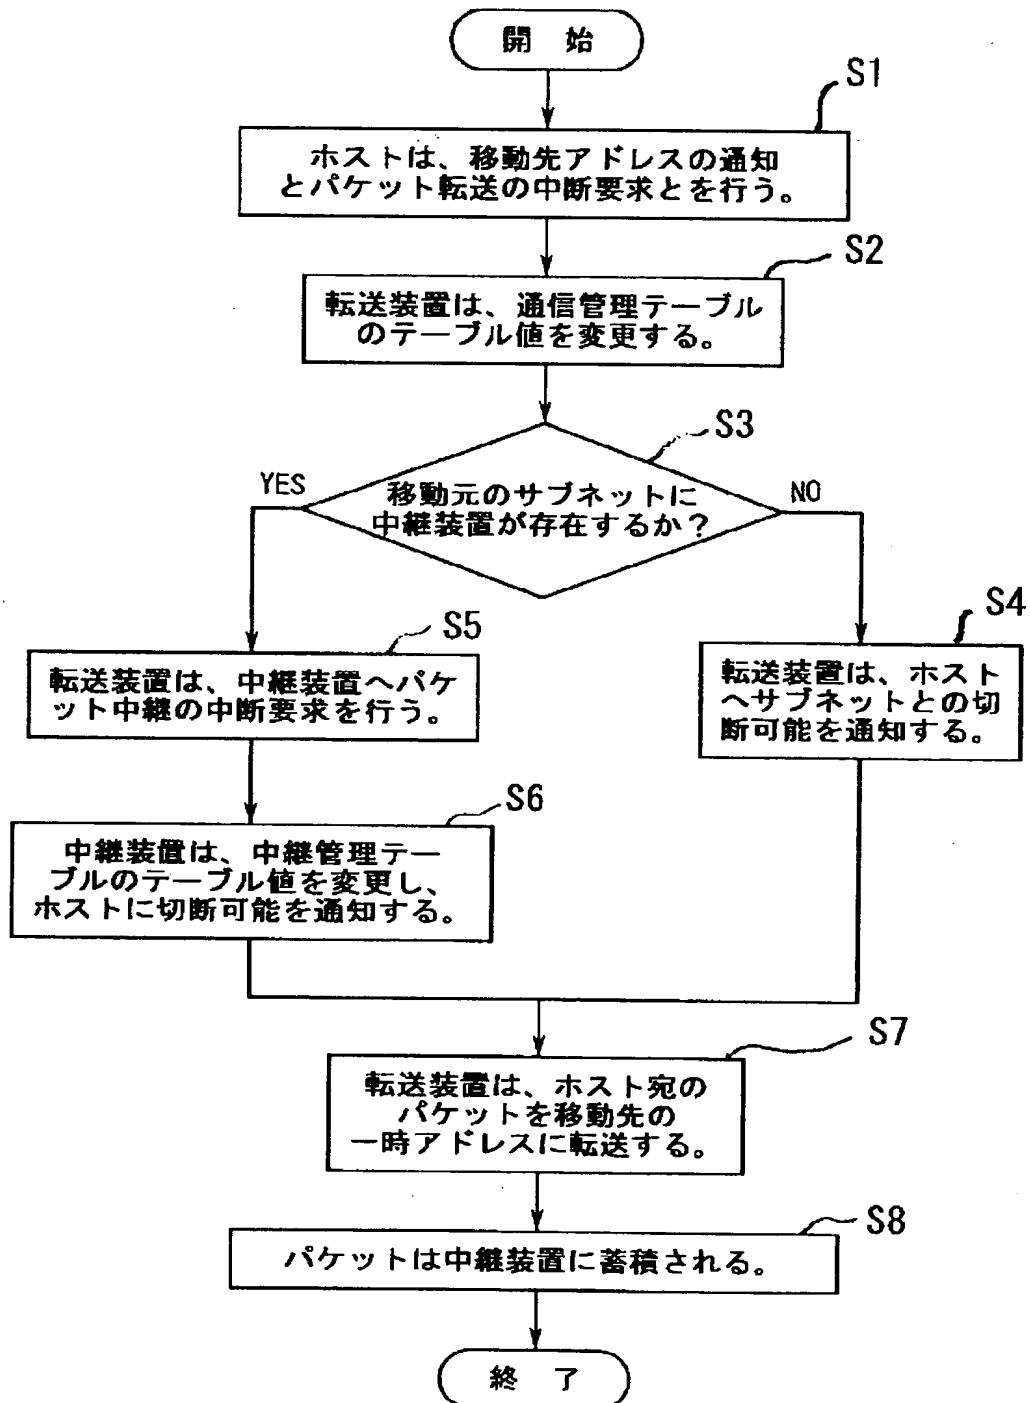 開 始
S1
ホストは、移動先アドレスの通知
とパケット転送の中断要求とを行う。
S2
転送装置は、通信管理テーブル
のテーブル値を変更する。
S3
YES
移動元のサブネットに
中継装置が存在するか？
NO
S5
転送装置は、中継装置へパケ
ット中継の中断要求を行う。
S4
転送装置は、ホスト
へサブネットとの切
断可能を通知する。
S6
中継装置は、中継管理テー
ブルのテーブル値を変更し、
ホストに切断可能を通知する。
S7
転送装置は、ホスト宛の
パケットを移動先の
一時アドレスに転送する。
S8
パケットは中継装置に蓄積される。
終 了